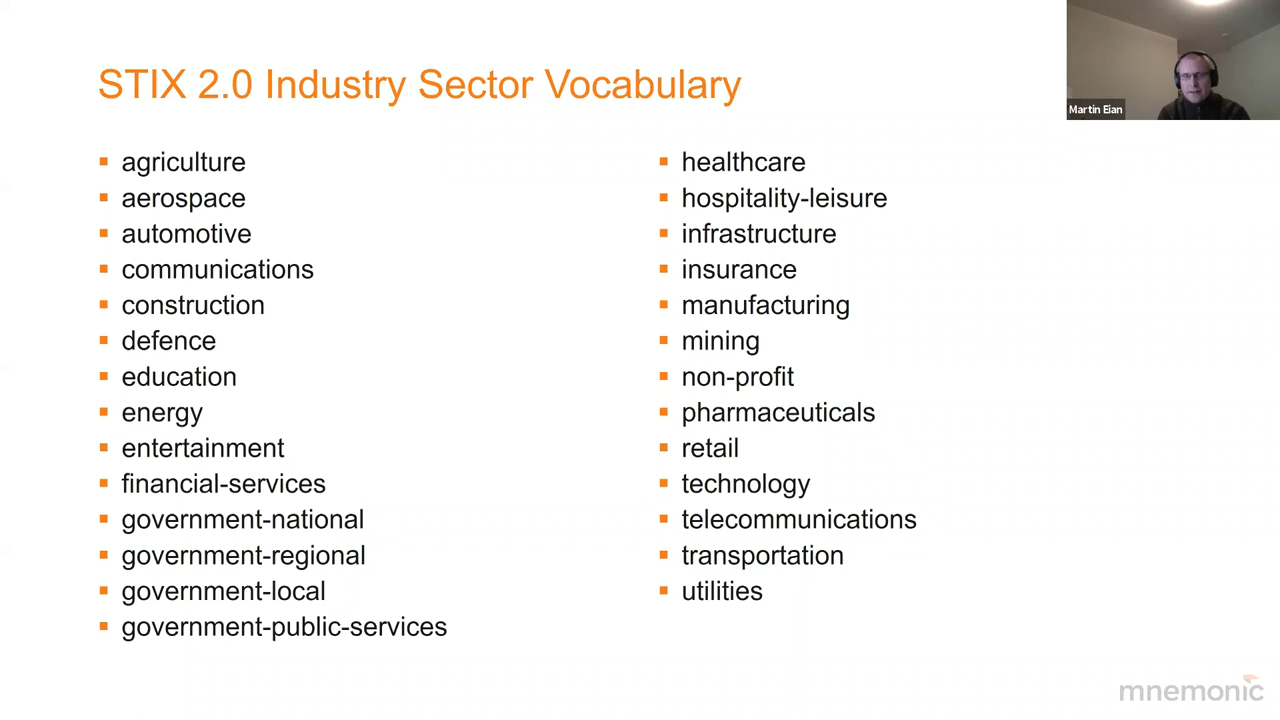 STIX 2.0 Industry Sector Vocabulary
Martin Eian
agriculture
aerospace
automotive
communications
construction
defence
education
energy
entertainment
financial-services
government-national
government-regional
government-local
government-public-services
healthcare
hospitality-leisure
infrastructure
insurance
manufacturing
mining
non-profit
pharmaceuticals
retail
technology
telecommunications
transportation
utilities
mnemonic